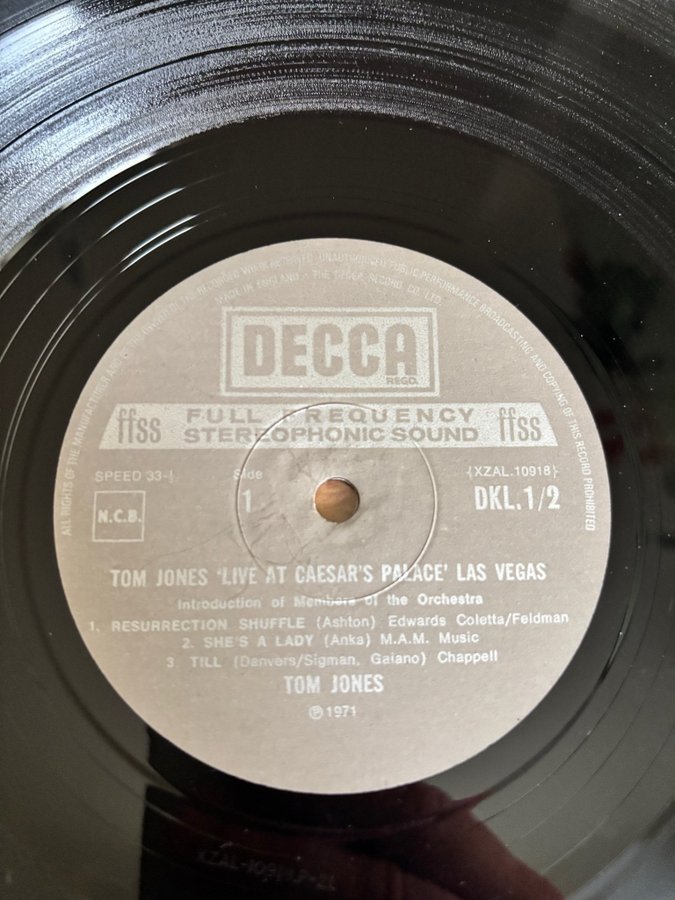 ALL RIGHTS OF THE MANUFACTURER AND OF THE OWNER OF THE RECORDED WORK RESERVED. UNAUTHORISED PUBLIC PERFORMANCE BROADCASTING AND COPYING OF THIS RECORD PROHIBITED
MADE IN ENGLAND • THE DECCA RECORD CO. LTD.
DECCA
REGD.
ffss FULL FREQUENCY ffss
STEREOPHONIC SOUND
SPEED 33⅓ Side (XZAL.10918)
N.C.B. 1 DKL.1/2
TOM JONES 'LIVE AT CAESAR'S PALACE' LAS VEGAS
Introduction of Members of the Orchestra
1. RESURRECTION SHUFFLE (Ashton) Edwards Coletta/Feldman
2. SHE'S A LADY (Anka) M.A.M. Music
3 TILL (Danvers/Sigman, Gaiano) Chappell
TOM JONES
℗ 1971